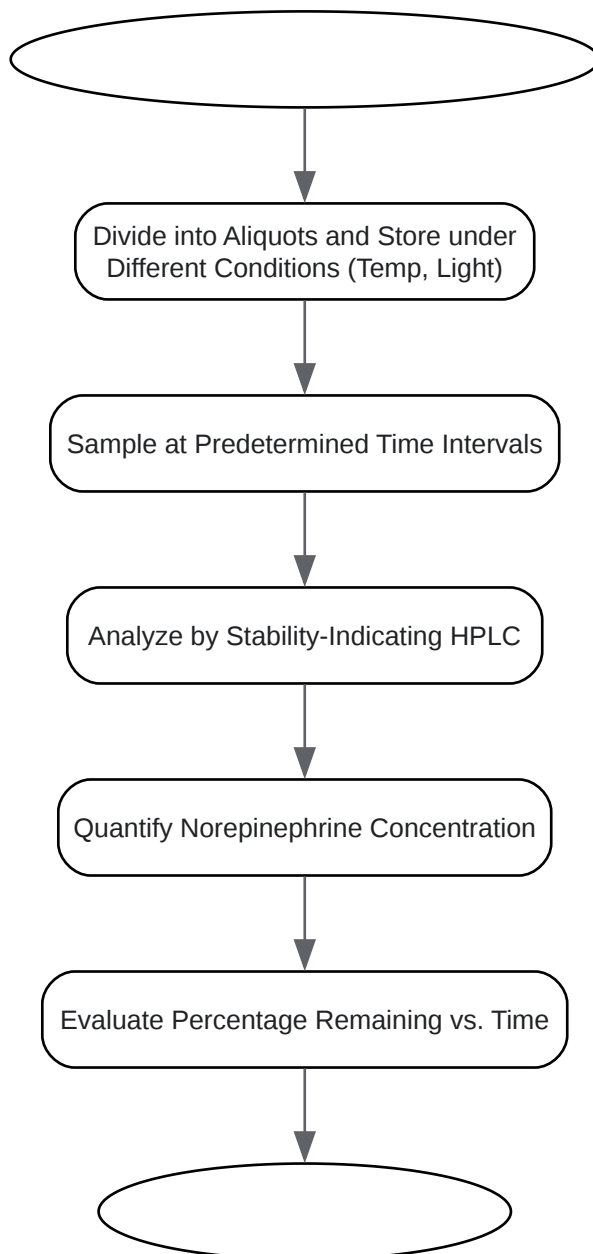 Divide into Aliquots and Store under
Different Conditions (Temp, Light)
Sample at Predetermined Time Intervals
Analyze by Stability-Indicating HPLC
Quantify Norepinephrine Concentration
Evaluate Percentage Remaining vs. Time